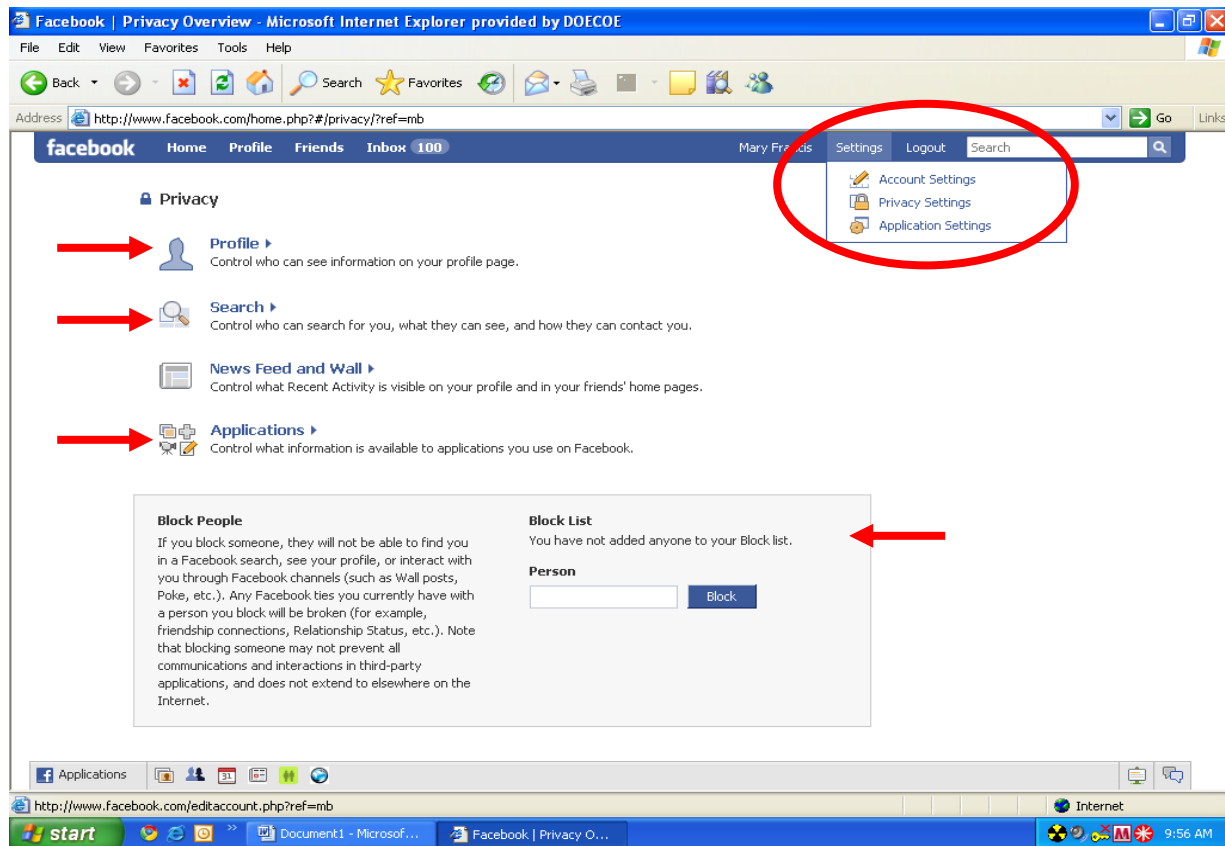 Facebook | Privacy Overview - Microsoft Internet Explorer provided by DOECOE
File Edit View Favorites Tools Help
Back Search Favorites
Address http://www.facebook.com/home.php?#/privacy/?ref=mb Go Links
facebook Home Profile Friends Inbox 100 Mary Francis Settings Logout Search
Account Settings
Privacy Settings
Application Settings
Privacy
Profile
Control who can see information on your profile page.
Search
Control who can search for you, what they can see, and how they can contact you.
News Feed and Wall
Control what Recent Activity is visible on your profile and in your friends' home pages.
Applications
Control what information is available to applications you use on Facebook.
Block People
If you block someone, they will not be able to find you
in a Facebook search, see your profile, or interact with
you through Facebook channels (such as Wall posts,
Poke, etc.). Any Facebook ties you currently have with
a person you block will be broken (for example,
friendship connections, Relationship Status, etc.). Note
that blocking someone may not prevent all
communications and interactions in third-party
applications, and does not extend to elsewhere on the
Internet.
Block List
You have not added anyone to your Block list.
Person
Block
Applications 31
http://www.facebook.com/editaccount.php?ref=mb Internet
start Document1 - Microsof... Facebook | Privacy O... 9:56 AM